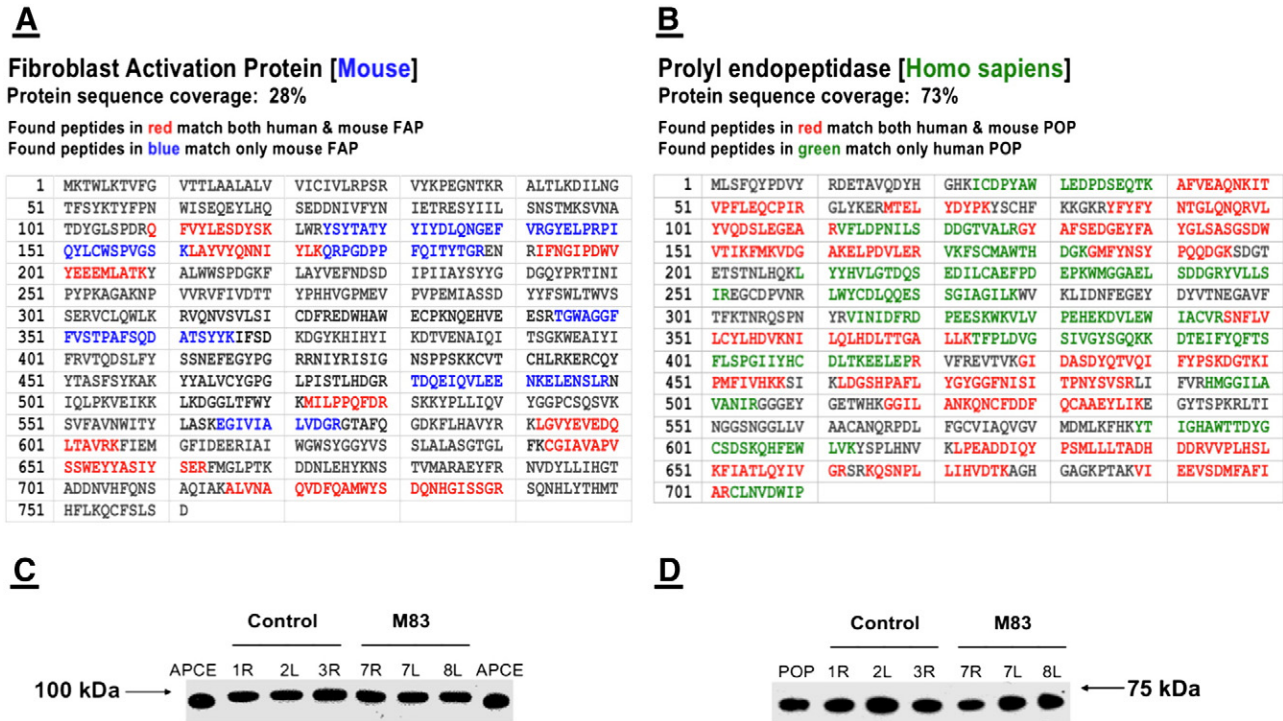 A
Fibroblast Activation Protein [Mouse]
Protein sequence coverage: 28%
Found peptides in red match both human & mouse FAP
Found peptides in blue match only mouse FAP
1 MKTWLKTVFG VTTLAALALV VICIVLRPSR VYKPEGNTKR ALTLKDILNG
51 TFSYKTYFPN WISEQEYLHQ SEDDNIVFYN IETRESYIIL SNSTMKSVNA
101 TDYGLSPDRQ FVYLESDYSK LWRYSYTATY YIYDLQNGEF VRGYELPRPI
151 QYLCWSPVGS KLAYVYQNNI YLKQRPGDPP FQITYTGREN RIFNGIPDWV
201 YEEEMLATKY ALWWSPDGKF LAYVEFNDSD IPIIAYSYYG DGQYPRTINI
251 PYPKAGAKNP VVRVFIVDTT YPHHVGPMEV PVPEMIASSD YYFSWLTWVS
301 SERVCLQWLK RVQNVSVLSI CDFREDWHAW ECPKNQEHVE ESRTGWAGGF
351 FVSTPAFSQD ATSYYKIFSD KDGYKHIHYI KDTVENAIQI TSGKWEAIYI
401 FRVTQDSLFY SSNEFEGYPG RRNIYRISIG NSPPSKKCVT CHLRKERCQY
451 YTASFSYKAK YYALVCYGPG LPISTLHDGR TDQEIQVLEE NKELENSLRN
501 IQLPKVEIKK LKDGGLTFWY KMILPPQFDR SKKYPLLIQV YGGPCSQSVK
551 SVFAVNWITY LASKEGIVIA LVDGRGTAFQ GDKFLHAVYR KLGVYEVEDQ
601 LTAVRKFIEM GFIDEERIAI WGWSYGGYVS SLALASGTGL FKCGIAVAPV
651 SSWEYYASIY SERFMGLPTK DDNLEHYKNS TVMARAEYFR NVDYLLIHGT
701 ADDNVHFQNS AQIAKALVNA QVDFQAMWYS DQNHGISSGR SQNHLYTHMT
751 HFLKQCFSLS D
B
Prolyl endopeptidase [Homo sapiens]
Protein sequence coverage: 73%
Found peptides in red match both human & mouse POP
Found peptides in green match only human POP
1 MLSFQYPDVY RDETAVQDYH GHKICDPYAW LEDPDSEQTK AFVEAQNKIT
51 VPFLEQCPIR GLYKERMTEL YDYPKYSCHF KKGKRYFYFY NTGLQNQRVL
101 YVQDSLEGEA RVFLDPNILS DDGTVALRGY AFSEDGEYFA YGLSASGSDW
151 VTIKFMKVDG AKELPDVLER VKFSCMAWTH DGKGMFYNSY PQQDGKSDGT
201 ETSTNLHQKL YYHVLGTDQS EDILCAEFPD EPKWMGGAEL SDDGRYVLLS
251 IREGCDPVNR LWYCDLQQES SGIAGILKWV KLIDNFEGEY DYVTNEGAVF
301 TFKTNRQSPN YRVINIDFRD PEESKWKVLV PEHEKDVLEW IACVRSNFLV
351 LCYLHDVKNI LQLHDLTTGA LLKTFPLDVG SIVGYSGQKK DTEIFYQFTS
401 FLSPGIIYHC DLTKEELEPR VFREVTVKGI DASDYQTVQI FYPSKDGTKI
451 PMFIVHKKSI KLDGSHPAFL YGYGGFNISI TPNYSVSRLI FVRHMGGILA
501 VANIRGGGEY GETWHKGGIL ANKQNCFDDF QCAAEYLIKE GYTSPKRLTI
551 NGGSNGGLLV AACANQRPDL FGCVIAQVGV MDMLKFHKYT IGHAWTTDYG
601 CSDSKQHFEW LVKYSPLHNV KLPEADDIQY PSMLLLTADH DDRVVPLHSL
651 KFIATLQYIV GRSRKQSNPL LIHVDTKAGH GAGKPTAKVI EEVSDMFAFI
701 ARCLNVDWIP
C
Control M83
APCE 1R 2L 3R 7R 7L 8L APCE
100 kDa
D
Control M83
POP 1R 2L 3R 7R 7L 8L
75 kDa